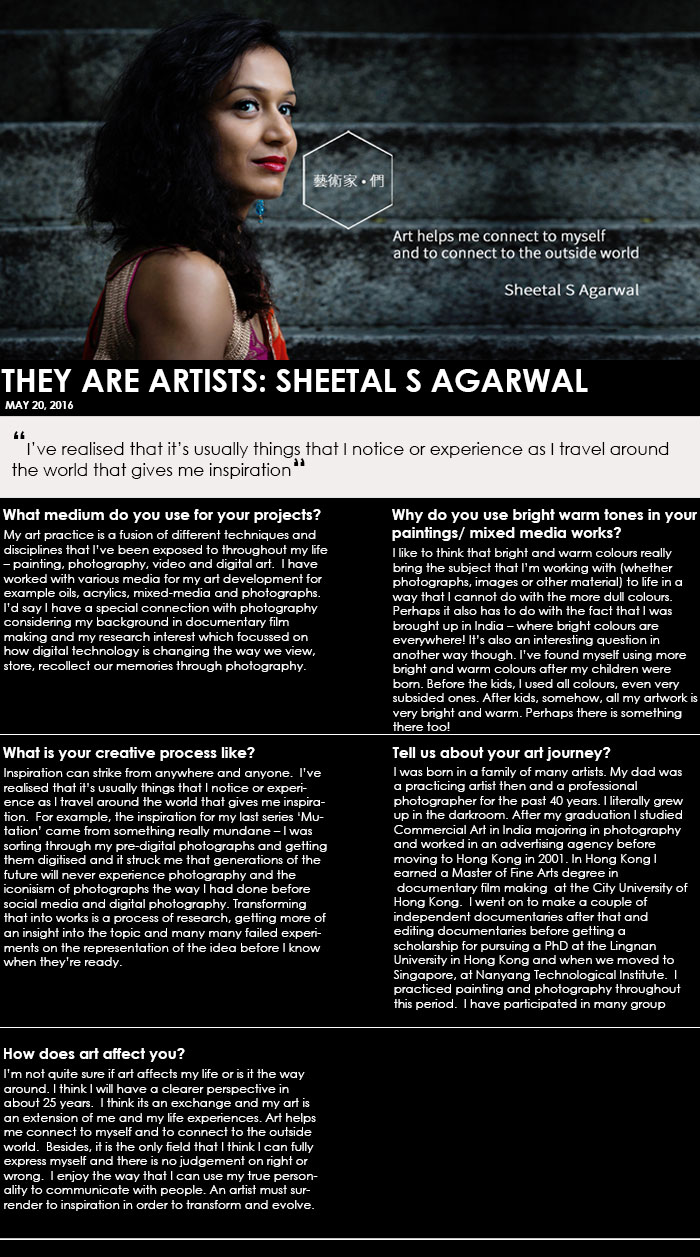 藝術家•們
Art helps me connect to myself
and to connect to the outside world
Sheetal S Agarwal
THEY ARE ARTISTS: SHEETAL S AGARWAL
MAY 20, 2016
“I’ve realised that it’s usually things that I notice or experience as I travel around
the world that gives me inspiration“
What medium do you use for your projects?
My art practice is a fusion of different techniques and
disciplines that I’ve been exposed to throughout my life
– painting, photography, video and digital art.  I have
worked with various media for my art development for
example oils, acrylics, mixed-media and photographs.
I’d say I have a special connection with photography
considering my background in documentary film
making and my research interest which focussed on
how digital technology is changing the way we view,
store, recollect our memories through photography.
Why do you use bright warm tones in your
paintings/ mixed media works?
I like to think that bright and warm colours really
bring the subject that I’m working with (whether
photographs, images or other material) to life in a
way that I cannot do with the more dull colours.
Perhaps it also has to do with the fact that I was
brought up in India – where bright colours are
everywhere! It’s also an interesting question in
another way though. I’ve found myself using more
bright and warm colours after my children were
born. Before the kids, I used all colours, even very
subsided ones. After kids, somehow, all my artwork is
very bright and warm. Perhaps there is something
there too!
What is your creative process like?
Inspiration can strike from anywhere and anyone.  I’ve
realised that it’s usually things that I notice or experi-
ence as I travel around the world that gives me inspira-
tion.  For example, the inspiration for my last series ‘Mu-
tation’ came from something really mundane – I was
sorting through my pre-digital photographs and getting
them digitised and it struck me that generations of the
future will never experience photography and the
iconisism of photographs the way I had done before
social media and digital photography. Transforming
that into works is a process of research, getting more of
an insight into the topic and many many failed experi-
ments on the representation of the idea before I know
when they’re ready.
Tell us about your art journey?
I was born in a family of many artists. My dad was
a practicing artist then and a professional
photographer for the past 40 years. I literally grew
up in the darkroom. After my graduation I studied
Commercial Art in India majoring in photography
and worked in an advertising agency before
moving to Hong Kong in 2001. In Hong Kong I
earned a Master of Fine Arts degree in
documentary film making  at the City University of
Hong Kong.  I went on to make a couple of
independent documentaries after that and
editing documentaries before getting a
scholarship for pursuing a PhD at the Lingnan
University in Hong Kong and when we moved to
Singapore, at Nanyang Technological Institute.  I
practiced painting and photography throughout
this period.  I have participated in many group
How does art affect you?
I’m not quite sure if art affects my life or is it the way
around. I think I will have a clearer perspective in
about 25 years.  I think its an exchange and my art is
an extension of me and my life experiences. Art helps
me connect to myself and to connect to the outside
world.  Besides, it is the only field that I think I can fully
express myself and there is no judgement on right or
wrong.  I enjoy the way that I can use my true person-
ality to communicate with people. An artist must sur-
render to inspiration in order to transform and evolve.